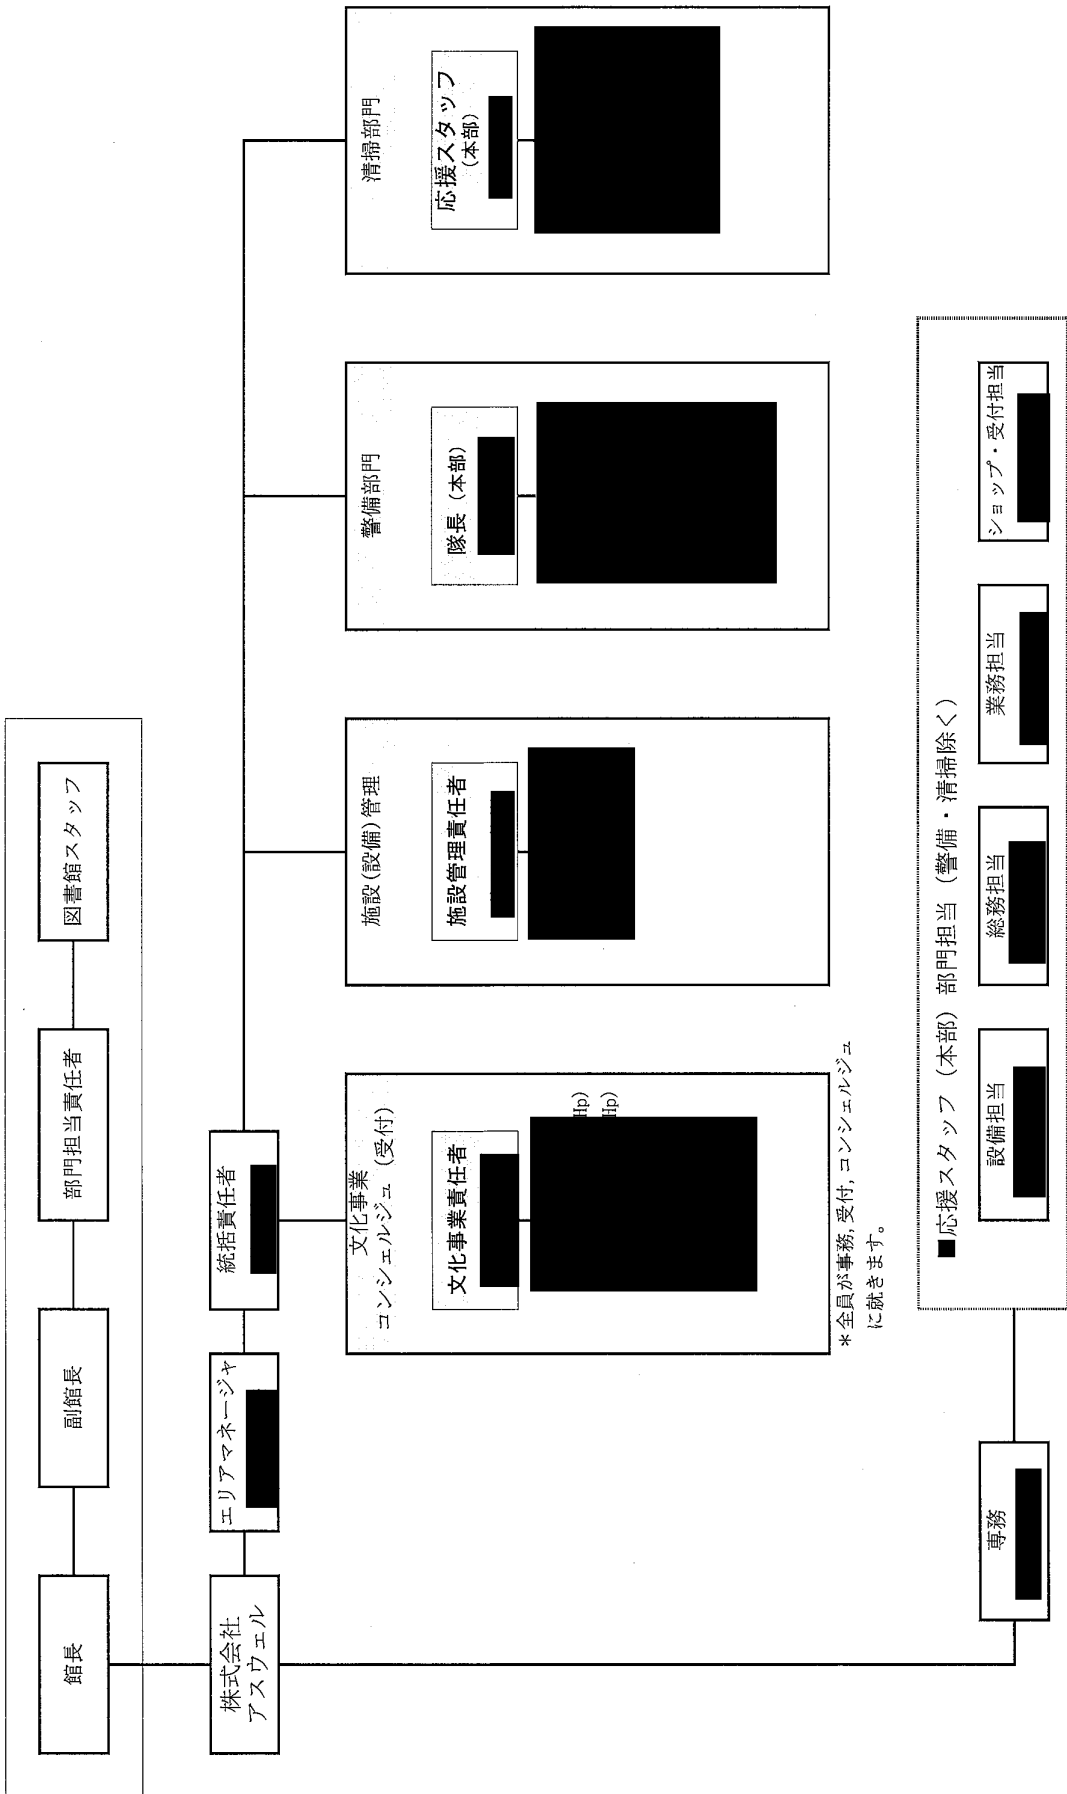 館長
副館長
部門担当責任者
図書館スタッフ
株式会社
アスウェル
エリアマネージャ
統括責任者
文化事業
コンシェルジュ（受付）
文化事業責任者
Hp)
Hp)
＊全員が事務,受付,コンシェルジュ
に就きます。
施設(設備)管理
施設管理責任者
警備部門
隊長（本部）
清掃部門
応援スタッフ
（本部）
専務
■応援スタッフ（本部）部門担当（警備・清掃除く）
設備担当
総務担当
業務担当
ショップ・受付担当